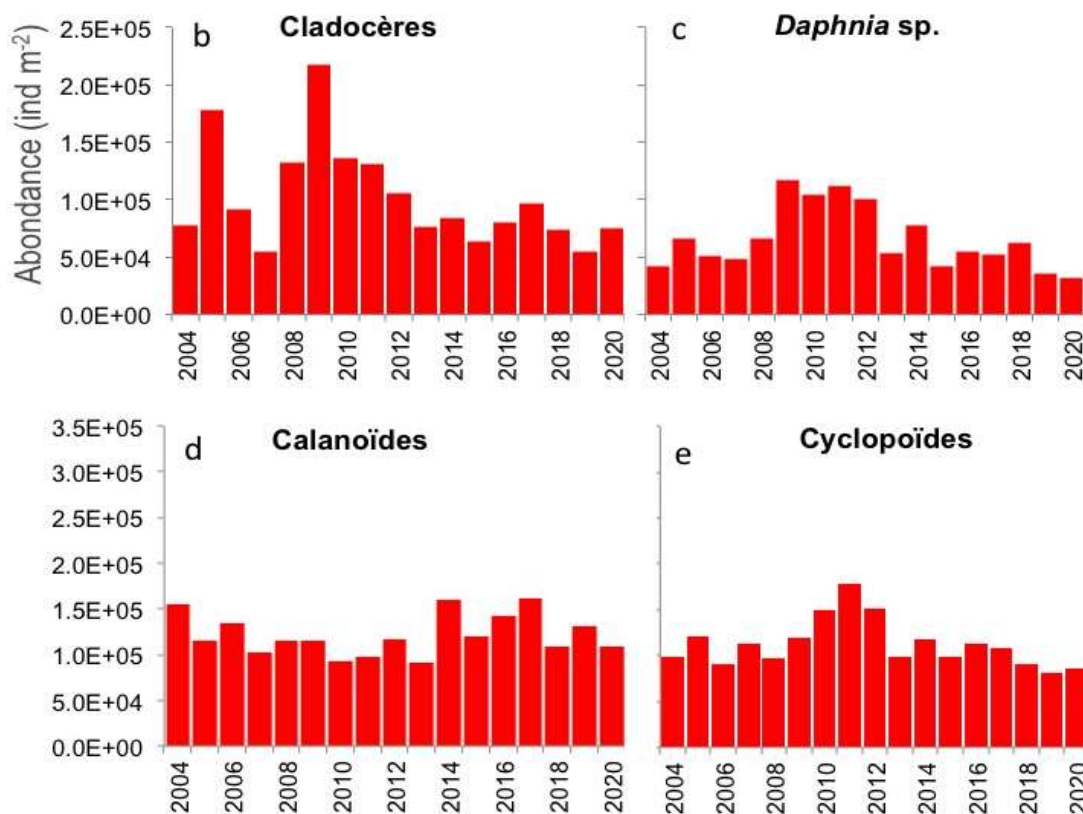 b Cladocères
c Daphnia sp.
Abondance (ind m-2)
2.5E+05
2.0E+05
1.5E+05
1.0E+05
5.0E+04
0.0E+00
2004 2006 2008 2010 2012 2014 2016 2018 2020
2004 2006 2008 2010 2012 2014 2016 2018 2020
d Calanoïdes
e Cyclopoïdes
3.5E+05
3.0E+05
2.5E+05
2.0E+05
1.5E+05
1.0E+05
5.0E+04
0.0E+00
2004 2006 2008 2010 2012 2014 2016 2018 2020
2004 2006 2008 2010 2012 2014 2016 2018 2020